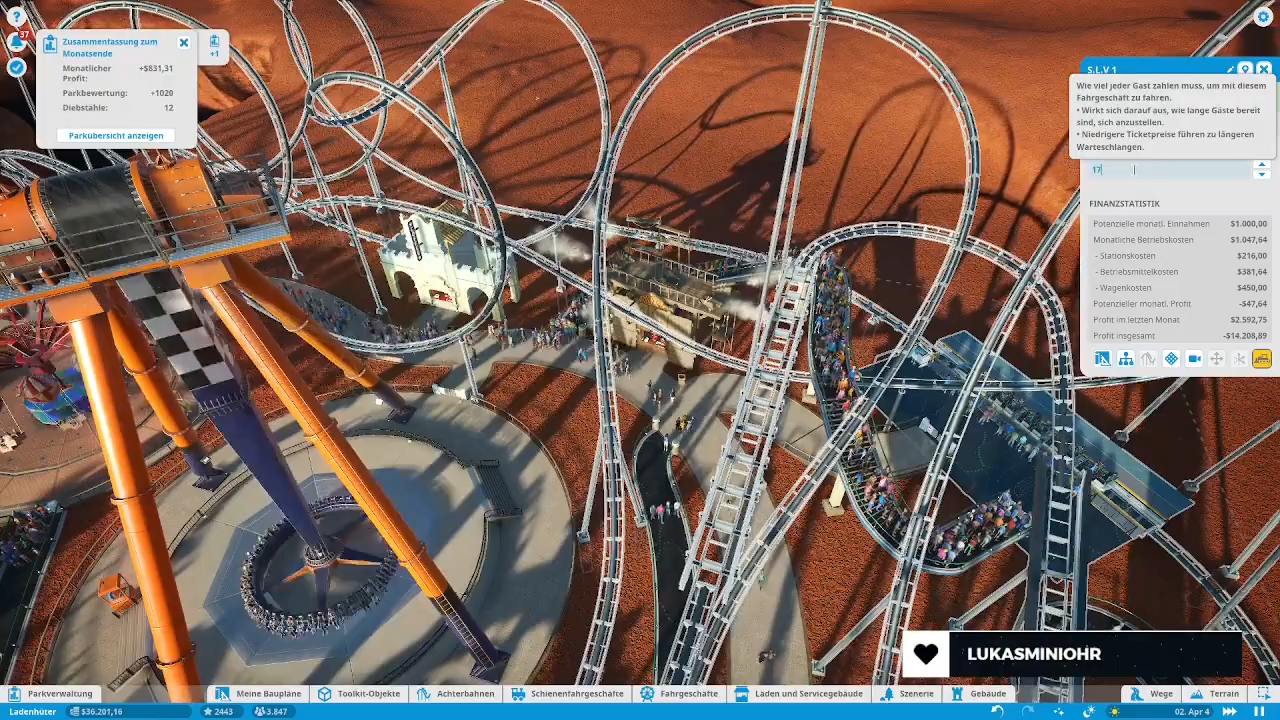 ?
37
Zusammenfassung zum
Monatsende
+1
Monatlicher
Profit:
+$831,31
Parkbewertung: +1020
Diebstähle: 12
Parkübersicht anzeigen
S.L.V 1
Wie viel jeder Gast zahlen muss, um mit diesem
Fahrgeschäft zu fahren.
• Wirkt sich darauf aus, wie lange Gäste bereit
sind, sich anzustellen.
• Niedrigere Ticketpreise führen zu längeren
Warteschlangen.
17
FINANZSTATISTIK
Potenzielle monatl. Einnahmen $1.000,00
Monatliche Betriebskosten $1.047,64
- Stationskosten $216,00
- Betriebsmittelkosten $381,64
- Wagenkosten $450,00
Potenzieller monatl. Profit -$47,64
Profit im letzten Monat $2.592,75
Profit insgesamt -$14.208,89
LUKASMINIOHR
Parkverwaltung
Meine Baupläne
Toolkit-Objekte
Achterbahnen
Schienenfahrgeschäfte
Fahrgeschäfte
Läden und Servicegebäude
Szenerie
Gebäude
Wege
Terrain
Ladenhüter
$36.201,16
2443
3.847
02. Apr 4